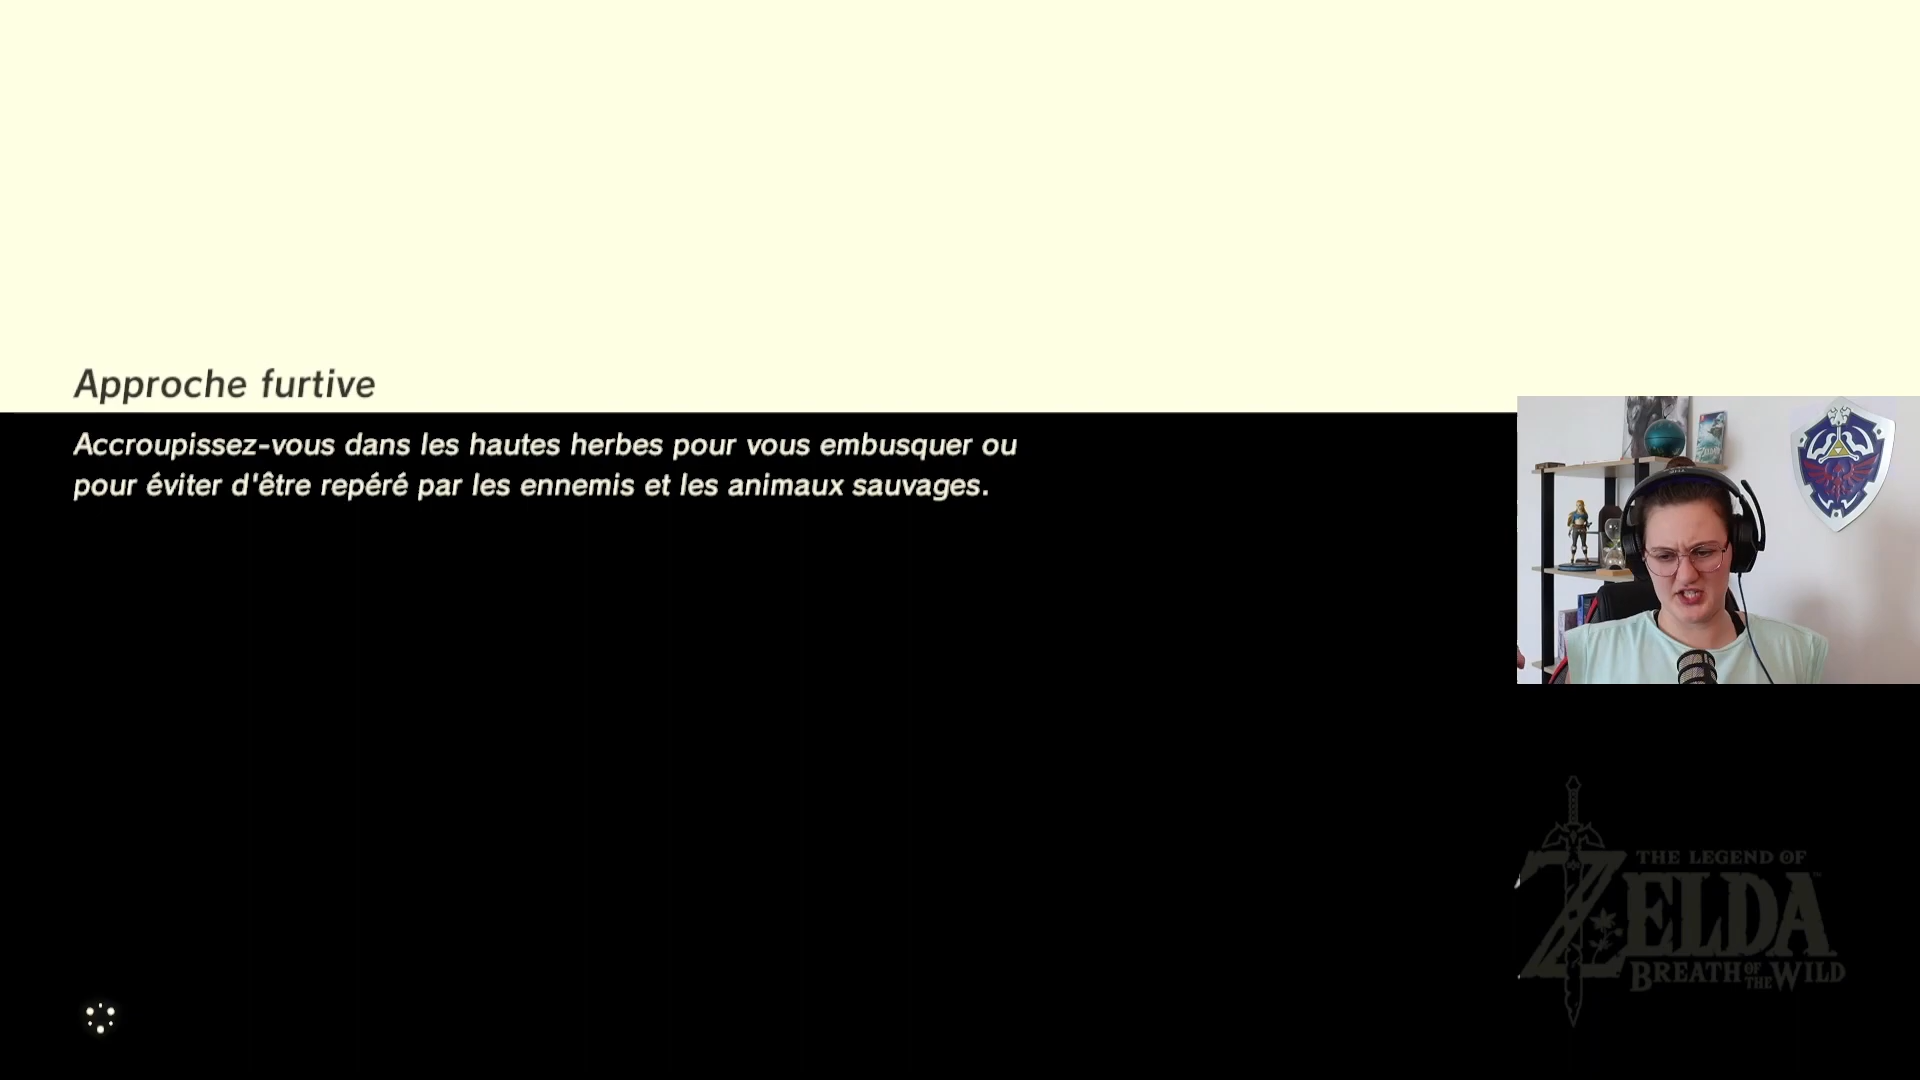 Approche furtive
Accroupissez-vous dans les hautes herbes pour vous embusquer ou
pour éviter d'être repéré par les ennemis et les animaux sauvages.
THE LEGEND OF
ZELDA
BREATH OF THE WILD